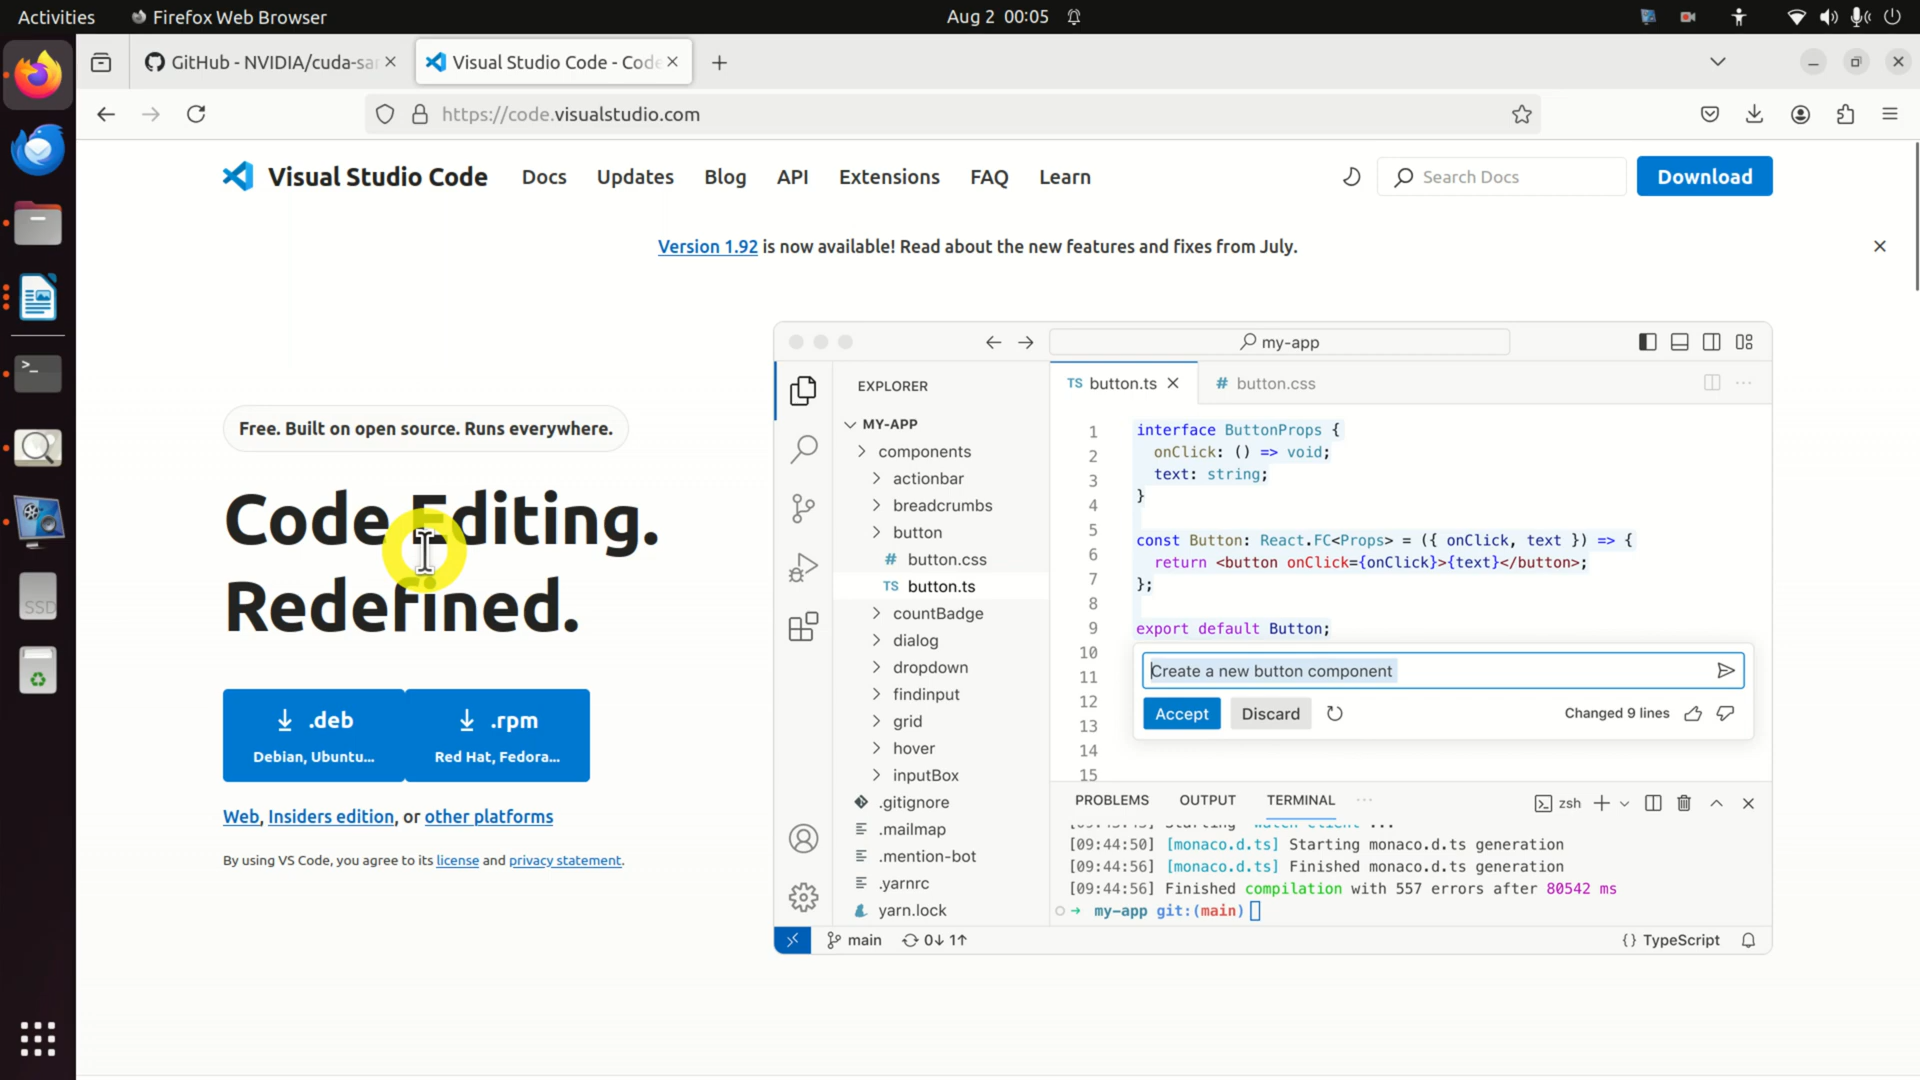 Activities
Firefox Web Browser
Aug 2 00:05
GitHub - NVIDIA/cuda-sa
Visual Studio Code - Code
https://code.visualstudio.com
Visual Studio Code
Docs
Updates
Blog
API
Extensions
FAQ
Learn
Search Docs
Download
Version 1.92 is now available! Read about the new features and fixes from July.
Free. Built on open source. Runs everywhere.
Code Editing.
Redefined.
.deb
Debian, Ubuntu...
.rpm
Red Hat, Fedora...
Web, Insiders edition, or other platforms
By using VS Code, you agree to its license and privacy statement.
SSD
my-app
EXPLORER
MY-APP
components
actionbar
breadcrumbs
button
# button.css
TS button.ts
countBadge
dialog
dropdown
findinput
grid
hover
inputBox
.gitignore
.mailmap
.mention-bot
.yarnrc
yarn.lock
TS button.ts
# button.css
1 interface ButtonProps {
2 onClick: () => void;
3 text: string;
4 }
5
6 const Button: React.FC<Props> = ({ onClick, text }) => {
7 return <button onClick={onClick}>{text}</button>;
8 };
9 export default Button;
10
11
12
13
14
15
Create a new button component
Accept
Discard
Changed 9 lines
PROBLEMS
OUTPUT
TERMINAL
...
zsh
[09:44:50] [monaco.d.ts] Starting monaco.d.ts generation
[09:44:56] [monaco.d.ts] Finished monaco.d.ts generation
[09:44:56] Finished compilation with 557 errors after 80542 ms
my-app git:(main)
main
0↓ 1↑
{} TypeScript